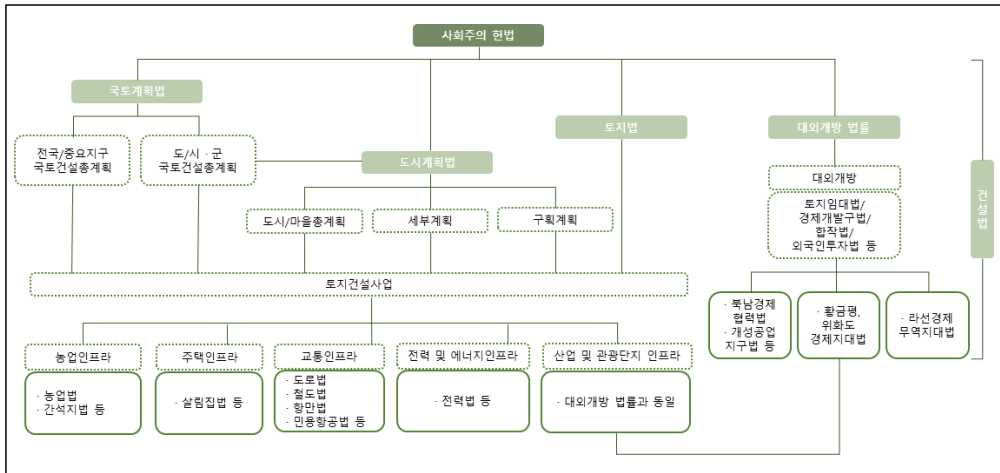 사회주의 헌법
국토계획법
토지법
대외개방 법률
전국/중요지구
국토건설총계획
도/시 · 군
국토건설총계획
도시계획법
대외개방
건설법
도시/마을총계획
세부계획
구획계획
토지임대법/
경제개발구법/
합작법/
외국인투자법 등
토지건설사업
· 북남경제
협력법
· 개성공업
지구법 등
· 황금평,
위화도
경제지대법
· 라선경제
무역지대법
농업인프라
주택인프라
교통인프라
전력 및 에너지인프라
산업 및 관광단지 인프라
· 농업법
· 간석지법 등
· 살림집법 등
· 도로법
· 철도법
· 항만법
· 민용항공법 등
· 전력법 등
· 대외개방 법률과 동일